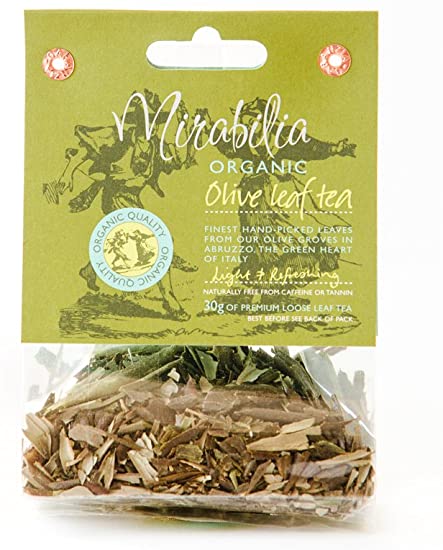 Mirabilia
ORGANIC
Olive leaf tea
ORGANIC QUALITY
ORGANIC QUALITY
FINEST HAND-PICKED LEAVES
FROM OUR OLIVE GROVES IN
ABRUZZO, THE GREEN HEART
OF ITALY
Light & Refreshing
NATURALLY FREE FROM CAFFEINE OR TANNIN
30g OF PREMIUM LOOSE LEAF TEA
BEST BEFORE SEE BACK OF PACK